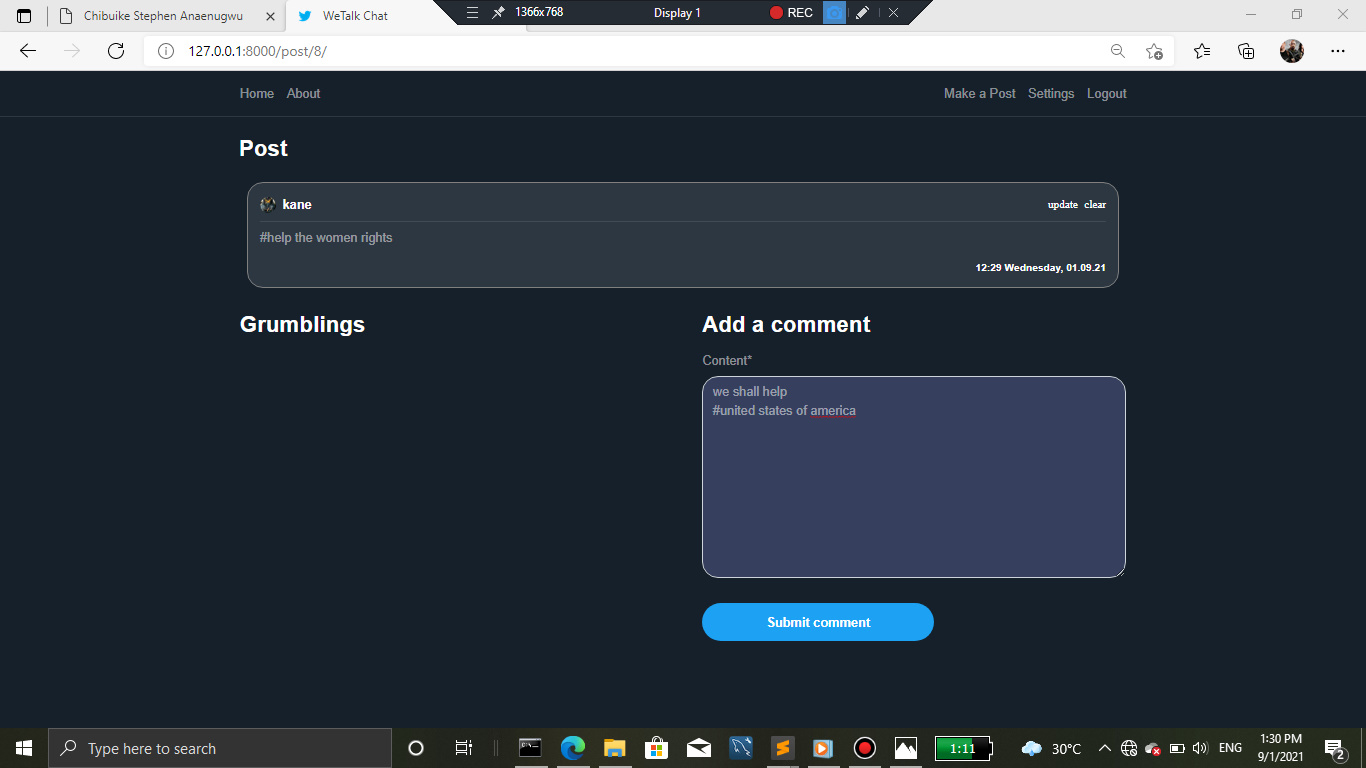 Chibuike Stephen Anaenugwu
WeTalk Chat
1366x768
Display 1
REC
127.0.0.1:8000/post/8/
Home About
Make a Post Settings Logout
Post
kane
update clear
#help the women rights
12:29 Wednesday, 01.09.21
Grumblings
Add a comment
Content*
we shall help
#united states of america
Submit comment
Type here to search
1:11
30°C
ENG
1:30 PM
9/1/2021
2